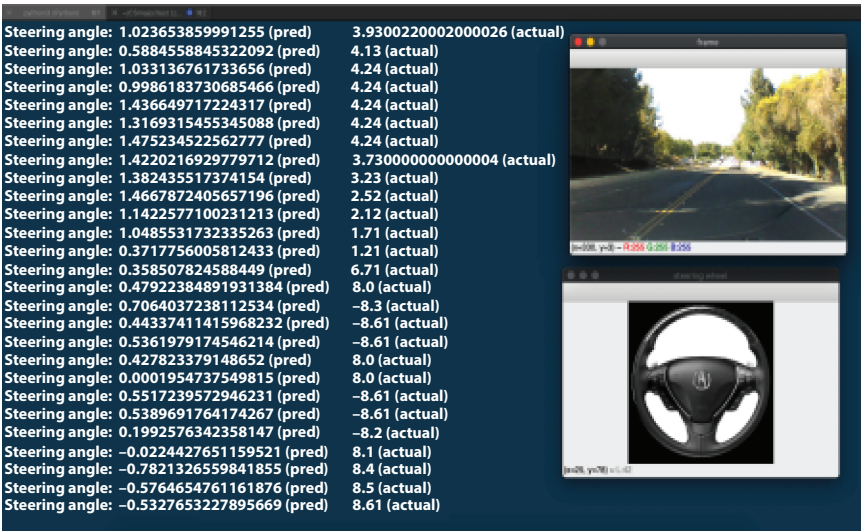 Steering angle: 1.023653859991255 (pred) 3.9300220002000026 (actual)
Steering angle: 0.5884558845322092 (pred) 4.13 (actual)
Steering angle: 1.033136761733656 (pred) 4.24 (actual)
Steering angle: 0.9986183730685466 (pred) 4.24 (actual)
Steering angle: 1.436649717224317 (pred) 4.24 (actual)
Steering angle: 1.3169315455345088 (pred) 4.24 (actual)
Steering angle: 1.475234522562777 (pred) 4.24 (actual)
Steering angle: 1.4220216929779712 (pred) 3.730000000000004 (actual)
Steering angle: 1.382435517374154 (pred) 3.23 (actual)
Steering angle: 1.4667872405657196 (pred) 2.52 (actual)
Steering angle: 1.1422577100231213 (pred) 2.12 (actual)
Steering angle: 1.0485531732335263 (pred) 1.71 (actual)
Steering angle: 0.3717756005812433 (pred) 1.21 (actual)
Steering angle: 0.358507824588449 (pred) 6.71 (actual)
Steering angle: 0.47922384891931384 (pred) 8.0 (actual)
Steering angle: 0.7064037238112534 (pred) –8.3 (actual)
Steering angle: 0.44337411415968232 (pred) –8.61 (actual)
Steering angle: 0.5361979174546214 (pred) –8.61 (actual)
Steering angle: 0.427823379148652 (pred) 8.0 (actual)
Steering angle: 0.0001954737549815 (pred) 8.0 (actual)
Steering angle: 0.5517239572946231 (pred) –8.61 (actual)
Steering angle: 0.5389691764174267 (pred) –8.61 (actual)
Steering angle: 0.1992576342358147 (pred) –8.2 (actual)
Steering angle: –0.0224427651159521 (pred) 8.1 (actual)
Steering angle: –0.7821326559841855 (pred) 8.4 (actual)
Steering angle: –0.5764654761161876 (pred) 8.5 (actual)
Steering angle: –0.5327653227895669 (pred) 8.61 (actual)
frame
R:255 G:255 B:255
steering wheel